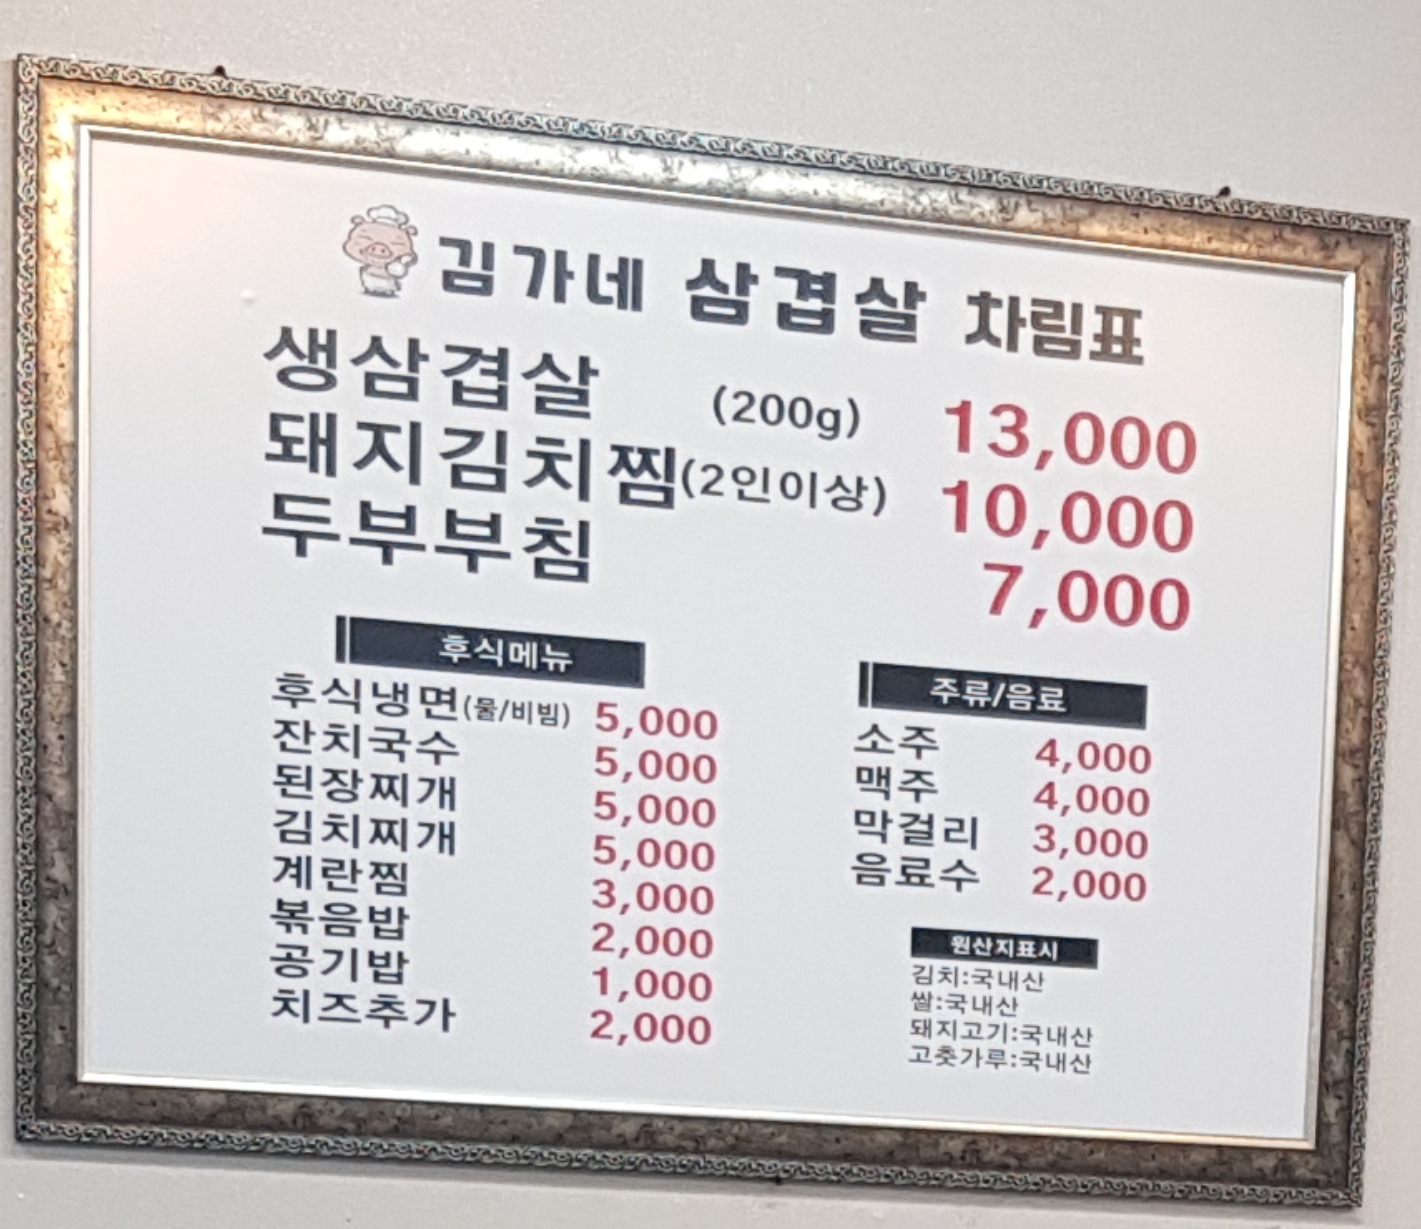 김가네 삼겹살 차림표
생삼겹살 (200g) 13,000
돼지김치찜(2인이상) 10,000
두부부침 7,000
후식메뉴
후식냉면(물/비빔) 5,000
잔치국수 5,000
된장찌개 5,000
김치찌개 5,000
계란찜 3,000
볶음밥 2,000
공기밥 1,000
치즈추가 2,000
주류/음료
소주 4,000
맥주 4,000
막걸리 3,000
음료수 2,000
원산지표시
김치:국내산
쌀:국내산
돼지고기:국내산
고춧가루:국내산